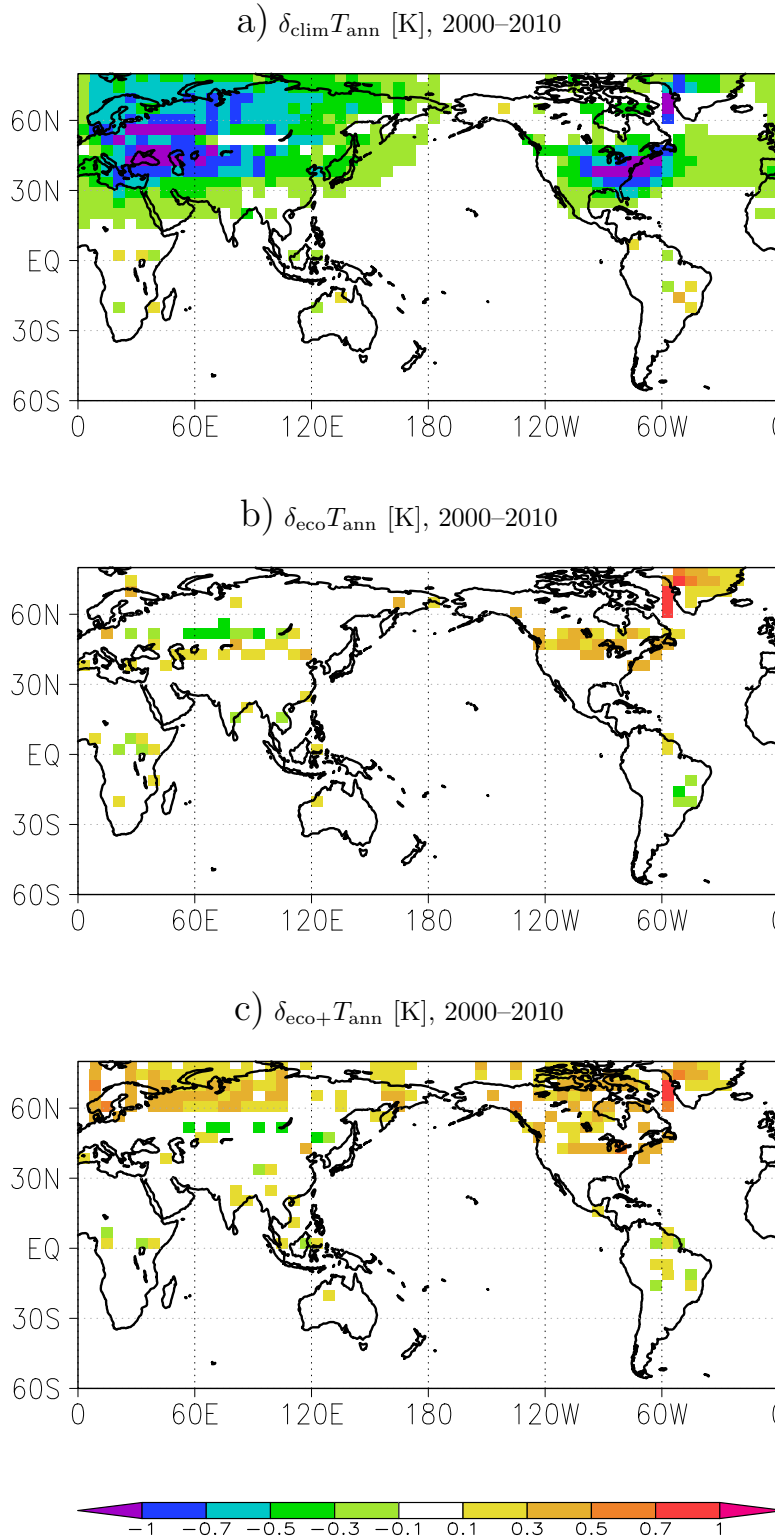 a) δclimTann [K], 2000–2010
60N
30N
EQ
30S
60S
0 60E 120E 180 120W 60W 0
b) δecoTann [K], 2000–2010
60N
30N
EQ
30S
60S
0 60E 120E 180 120W 60W 0
c) δeco+Tann [K], 2000–2010
60N
30N
EQ
30S
60S
0 60E 120E 180 120W 60W 0
−1 −0.7 −0.5 −0.3 −0.1 0.1 0.3 0.5 0.7 1